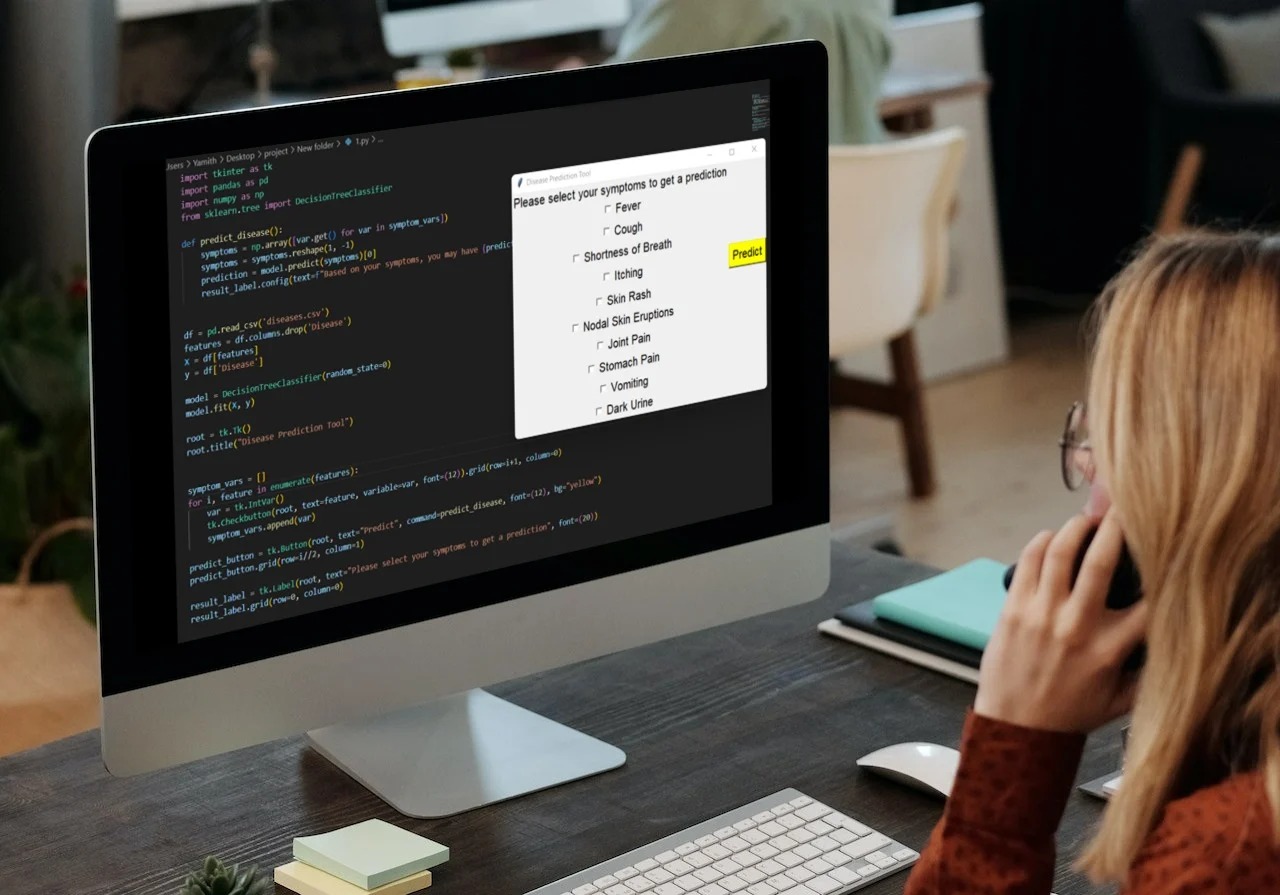 Jsers > Yamith > Desktop > project > New folder > 1.py > ...
import tkinter as tk
import pandas as pd
import numpy as np
from sklearn.tree import DecisionTreeClassifier
def predict_disease():
symptoms = np.array([var.get() for var in symptom_vars])
symptoms = symptoms.reshape(1, -1)
prediction = model.predict(symptoms)[0]
result_label.config(text=f"Based on your symptoms, you may have {predic
df = pd.read_csv('diseases.csv')
features = df.columns.drop('Disease')
X = df[features]
y = df['Disease']
model = DecisionTreeClassifier(random_state=0)
model.fit(X, y)
root = tk.Tk()
root.title("Disease Prediction Tool")
symptom_vars = []
for i, feature in enumerate(features):
var = tk.IntVar()
tk.Checkbutton(root, text=feature, variable=var, font=(12)).grid(row=i+1, column=0)
symptom_vars.append(var)
predict_button = tk.Button(root, text="Predict", command=predict_disease, font=(12), bg="yellow")
predict_button.grid(row=i//2, column=1)
result_label = tk.Label(root, text="Please select your symptoms to get a prediction", font=(20))
result_label.grid(row=0, column=0)
Disease Prediction Tool
Please select your symptoms to get a prediction
Fever
Cough
Shortness of Breath
Predict
Itching
Skin Rash
Nodal Skin Eruptions
Joint Pain
Stomach Pain
Vomiting
Dark Urine